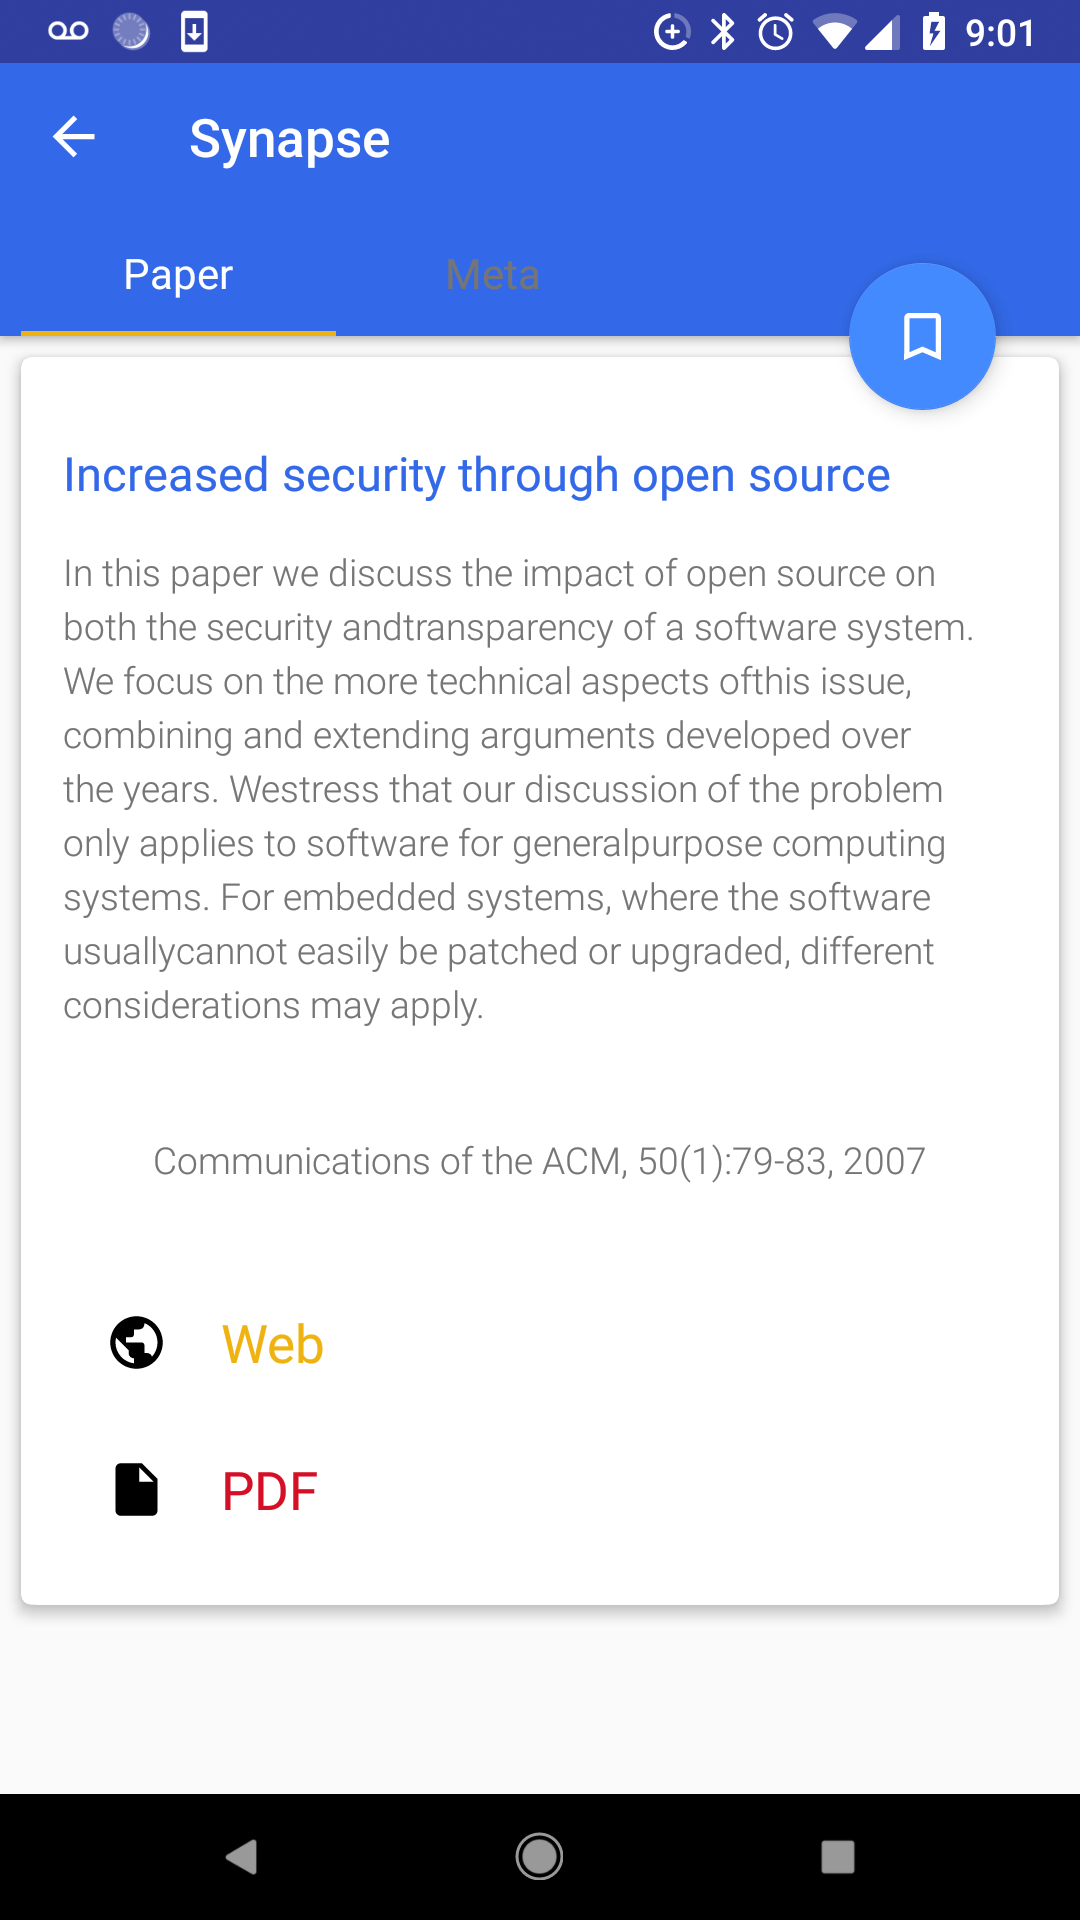 9:01
Synapse
Paper
Meta
Increased security through open source
In this paper we discuss the impact of open source on
both the security andtransparency of a software system.
We focus on the more technical aspects ofthis issue,
combining and extending arguments developed over
the years. Westress that our discussion of the problem
only applies to software for generalpurpose computing
systems. For embedded systems, where the software
usuallycannot easily be patched or upgraded, different
considerations may apply.
Communications of the ACM, 50(1):79-83, 2007
Web
PDF